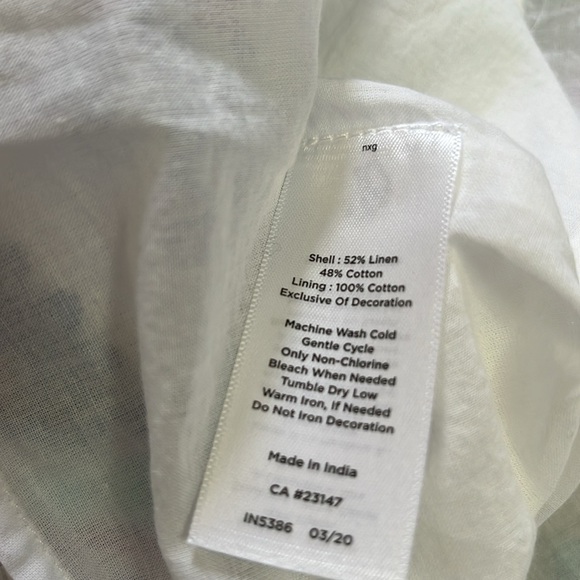 nxg
Shell : 52% Linen
48% Cotton
Lining : 100% Cotton
Exclusive Of Decoration
Machine Wash Cold
Gentle Cycle
Only Non-Chlorine
Bleach When Needed
Tumble Dry Low
Warm Iron, If Needed
Do Not Iron Decoration
Made In India
CA #23147
IN5386 03/20